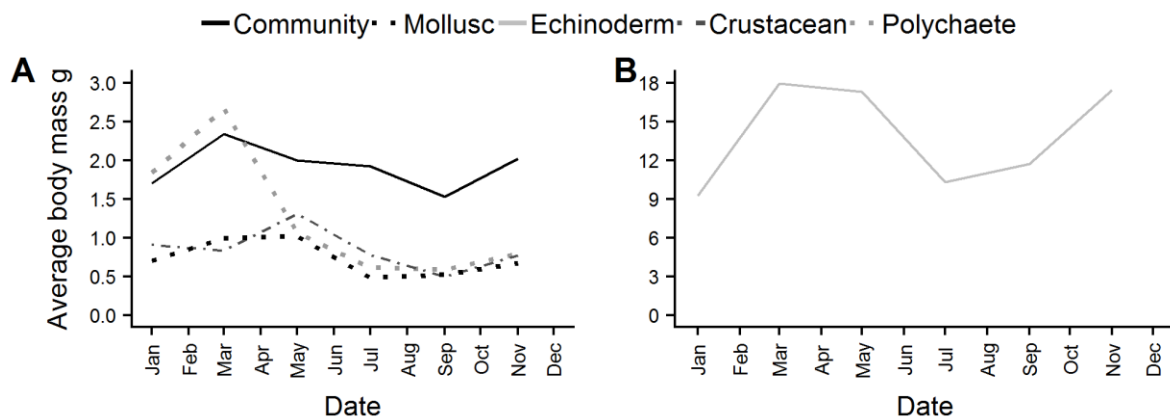 Community Mollusc Echinoderm Crustacean Polychaete
A
Average body mass g
3.0
2.5
2.0
1.5
1.0
0.5
0.0
Jan Feb Mar Apr May Jun Jul Aug Sep Oct Nov Dec
Date
B
18
15
12
9
6
3
0
Jan Feb Mar Apr May Jun Jul Aug Sep Oct Nov Dec
Date